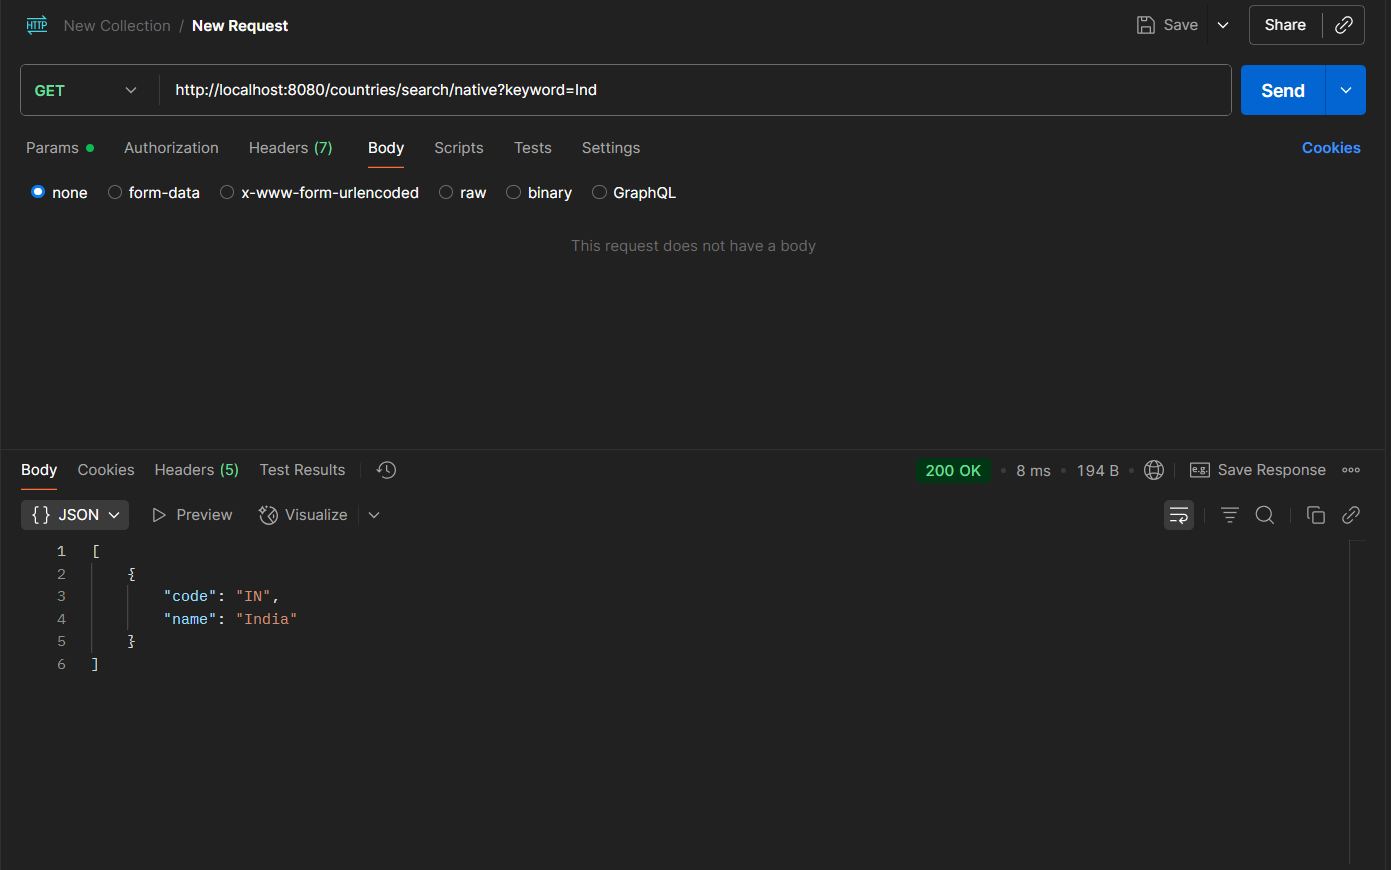 HTTP New Collection / New Request Save Share
GET http://localhost:8080/countries/search/native?keyword=Ind Send
Params Authorization Headers (7) Body Scripts Tests Settings Cookies
none form-data x-www-form-urlencoded raw binary GraphQL
This request does not have a body
Body Cookies Headers (5) Test Results 200 OK 8 ms 194 B e.g. Save Response
{} JSON Preview Visualize
1 [
2 {
3 "code": "IN",
4 "name": "India"
5 }
6 ]